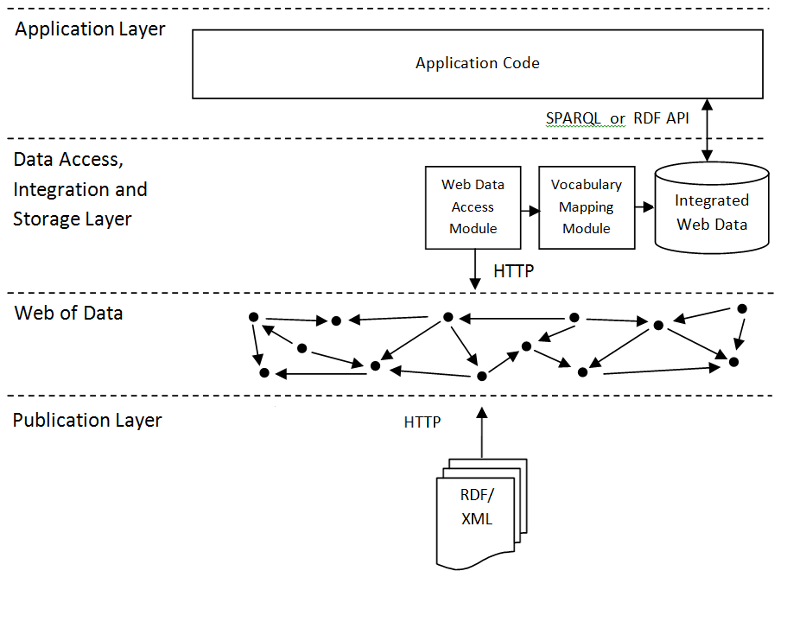 Application Layer
Application Code
SPARQL or RDF API
Data Access,
Integration and
Storage Layer
Web Data
Access
Module
Vocabulary
Mapping
Module
Integrated
Web Data
HTTP
Web of Data
Publication Layer
HTTP
RDF/
XML